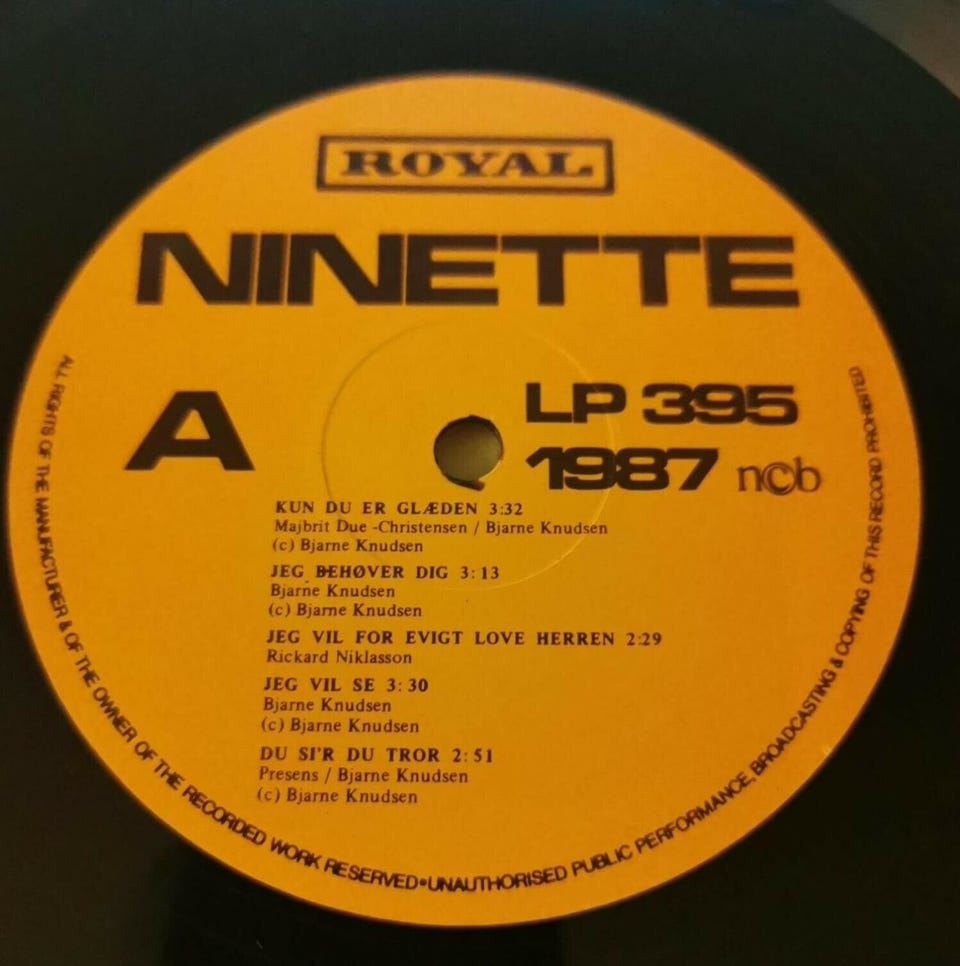 ROYAL
NINETTE
A
LP 395
1987 n©b
KUN DU ER GLÆDEN 3:32
Majbrit Due -Christensen / Bjarne Knudsen
(c) Bjarne Knudsen
JEG BEHØVER DIG 3:13
Bjarne Knudsen
(c) Bjarne Knudsen
JEG VIL FOR EVIGT LOVE HERREN 2:29
Rickard Niklasson
JEG VIL SE 3:30
Bjarne Knudsen
(c) Bjarne Knudsen
DU SI'R DU TROR 2:51
Presens / Bjarne Knudsen
(c) Bjarne Knudsen
ALL RIGHTS OF THE MANUFACTURER & OF THE OWNER OF THE RECORDED WORK RESERVED•UNAUTHORISED PUBLIC PERFORMANCE, BROADCASTING & COPYING OF THIS RECORD PROHIBITED